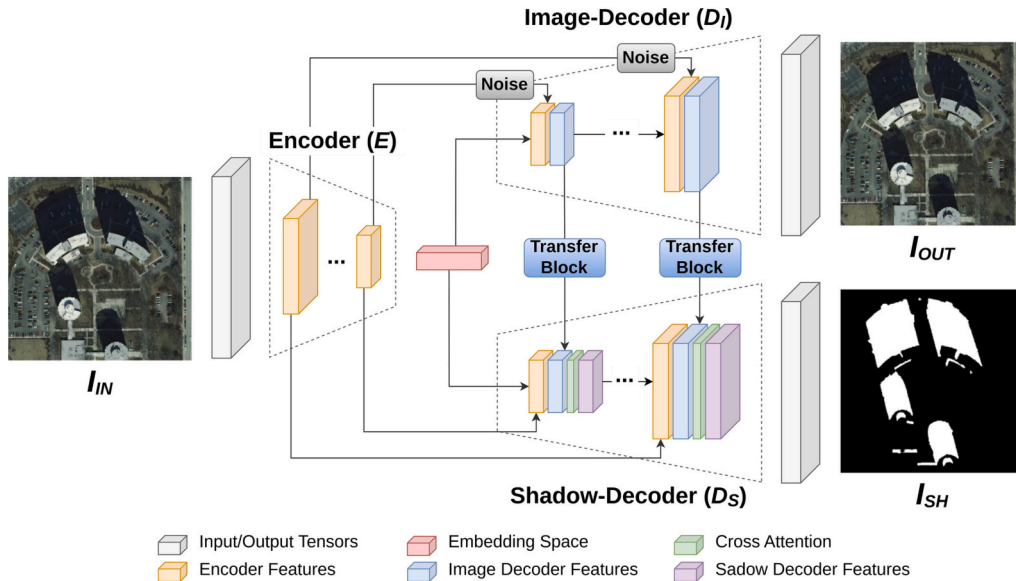 Image-Decoder (D_I)
Noise
Noise
Encoder (E)
...
...
I_OUT
Transfer Block
Transfer Block
I_IN
...
Shadow-Decoder (D_S)
I_SH
Input/Output Tensors
Embedding Space
Cross Attention
Encoder Features
Image Decoder Features
Sadow Decoder Features